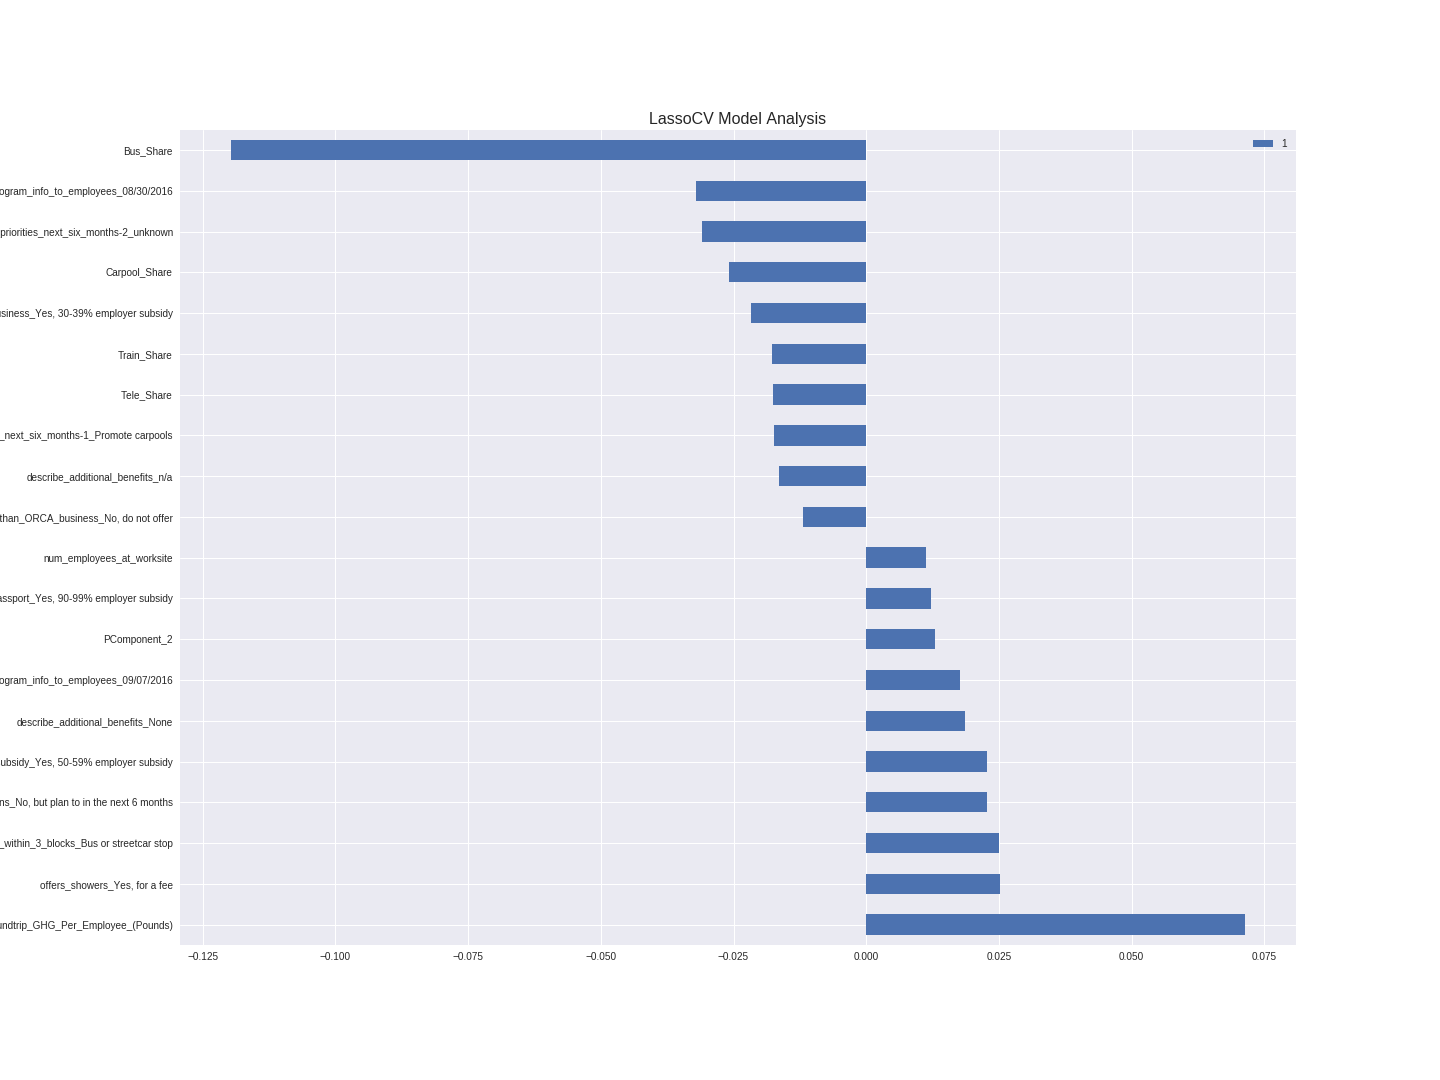 LassoCV Model Analysis
1
Bus_Share
ogram_info_to_employees_08/30/2016
priorities_next_six_months-2_unknown
Carpool_Share
usiness_Yes, 30-39% employer subsidy
Train_Share
Tele_Share
_next_six_months-1_Promote carpools
describe_additional_benefits_n/a
than_ORCA_business_No, do not offer
num_employees_at_worksite
assport_Yes, 90-99% employer subsidy
PComponent_2
ogram_info_to_employees_09/07/2016
describe_additional_benefits_None
ubsidy_Yes, 50-59% employer subsidy
ns_No, but plan to in the next 6 months
_within_3_blocks_Bus or streetcar stop
offers_showers_Yes, for a fee
undtrip_GHG_Per_Employee_(Pounds)
−0.125 −0.100 −0.075 −0.050 −0.025 0.000 0.025 0.050 0.075